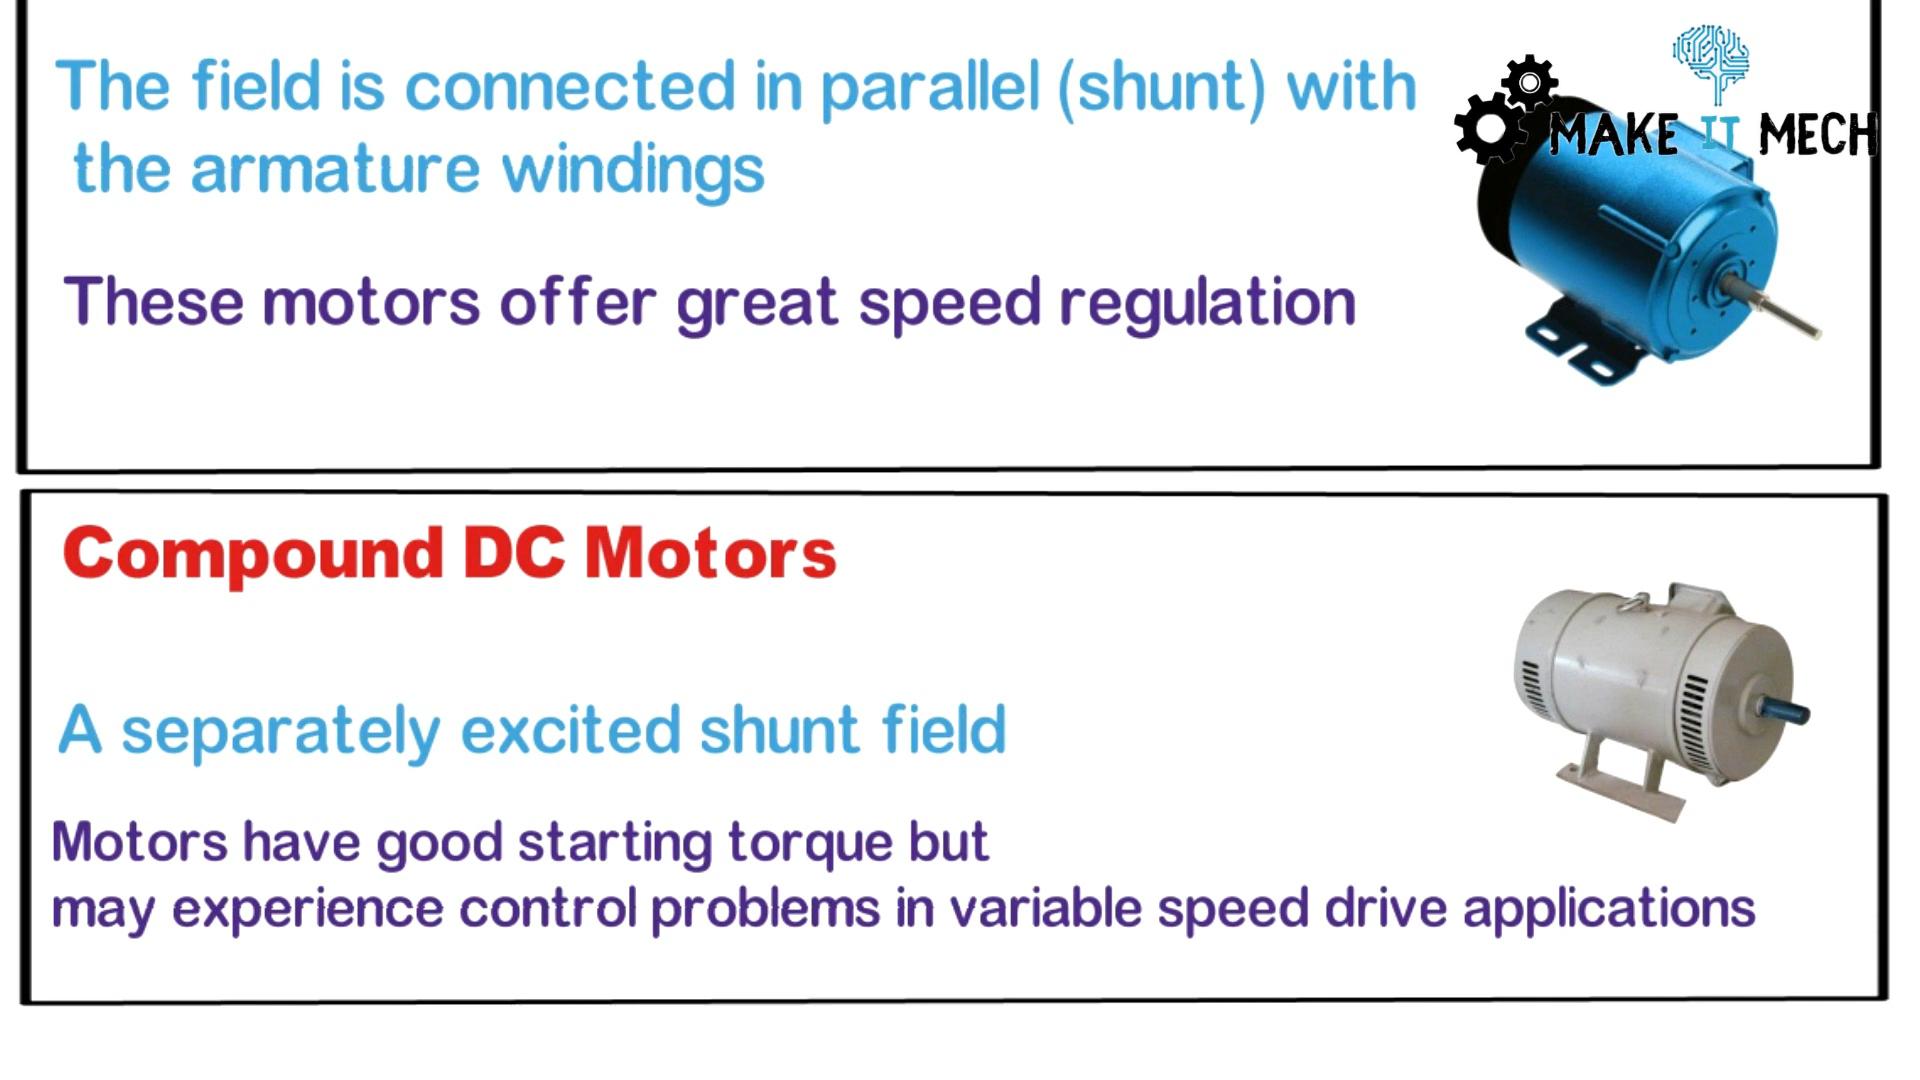 The field is connected in parallel (shunt) with
the armature windings
MAKE IT MECH
These motors offer great speed regulation
Compound DC Motors
A separately excited shunt field
Motors have good starting torque but
may experience control problems in variable speed drive applications